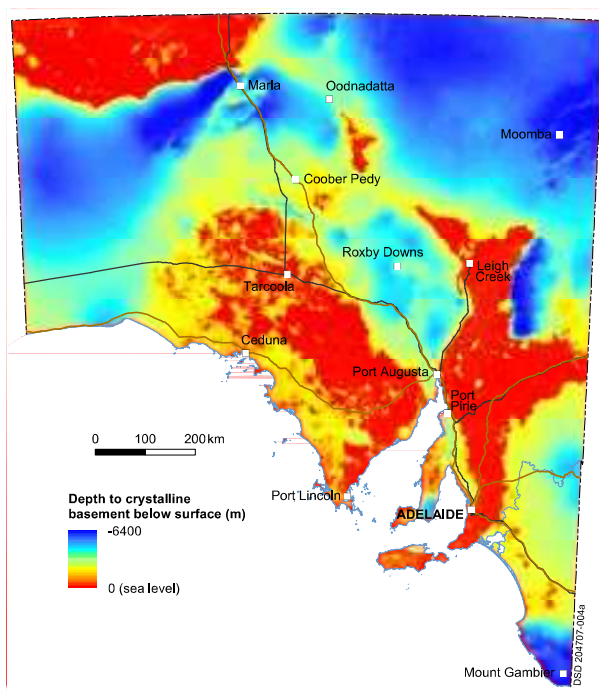 Marla
Oodnadatta
Moomba
Coober Pedy
Roxby Downs
Leigh
Creek
Tarcoola
Ceduna
Port Augusta
Port
Pirie
0 100 200 km
Port Lincoln
Depth to crystalline
basement below surface (m)
-6400
0 (sea level)
ADELAIDE
Mount Gambier
DSD 204707-004a